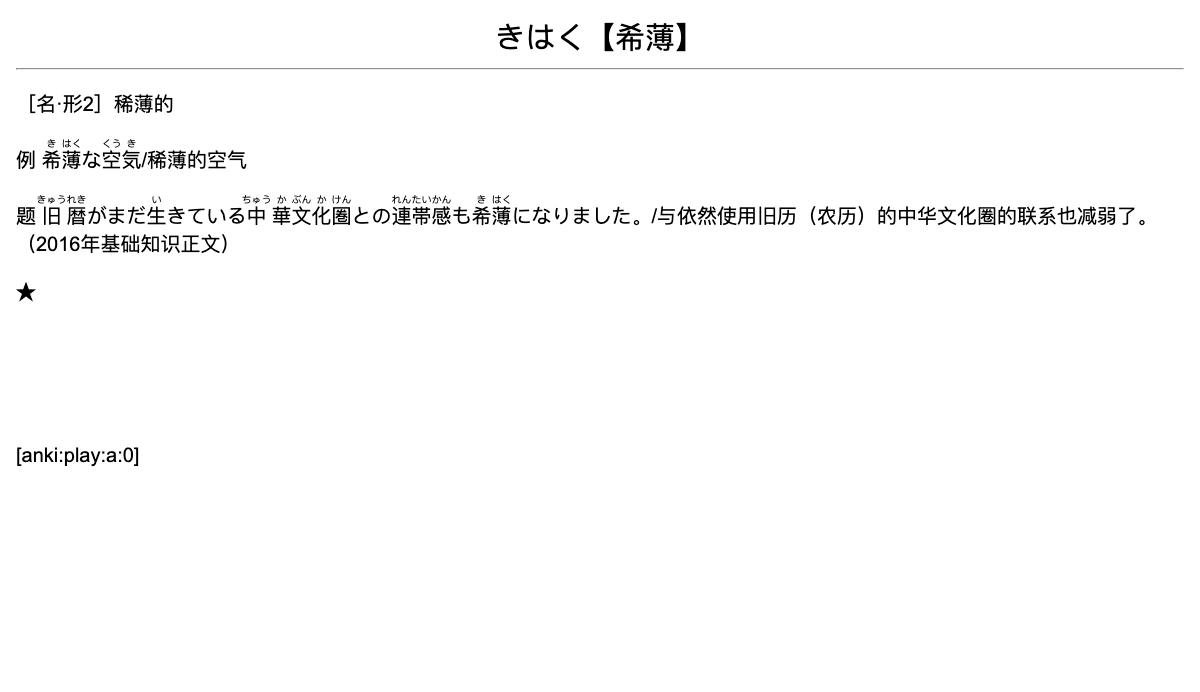 きはく【希薄】
［名·形2］稀薄的
き はく くう き
例 希薄な空気/稀薄的空气
きゅうれき い ちゅう か ぶん か けん れんたいかん き はく
题 旧 暦がまだ生きている中 華文化圏との連帯感も希薄になりました。/与依然使用旧历（农历）的中华文化圈的联系也减弱了。
（2016年基础知识正文）
★
[anki:play:a:0]